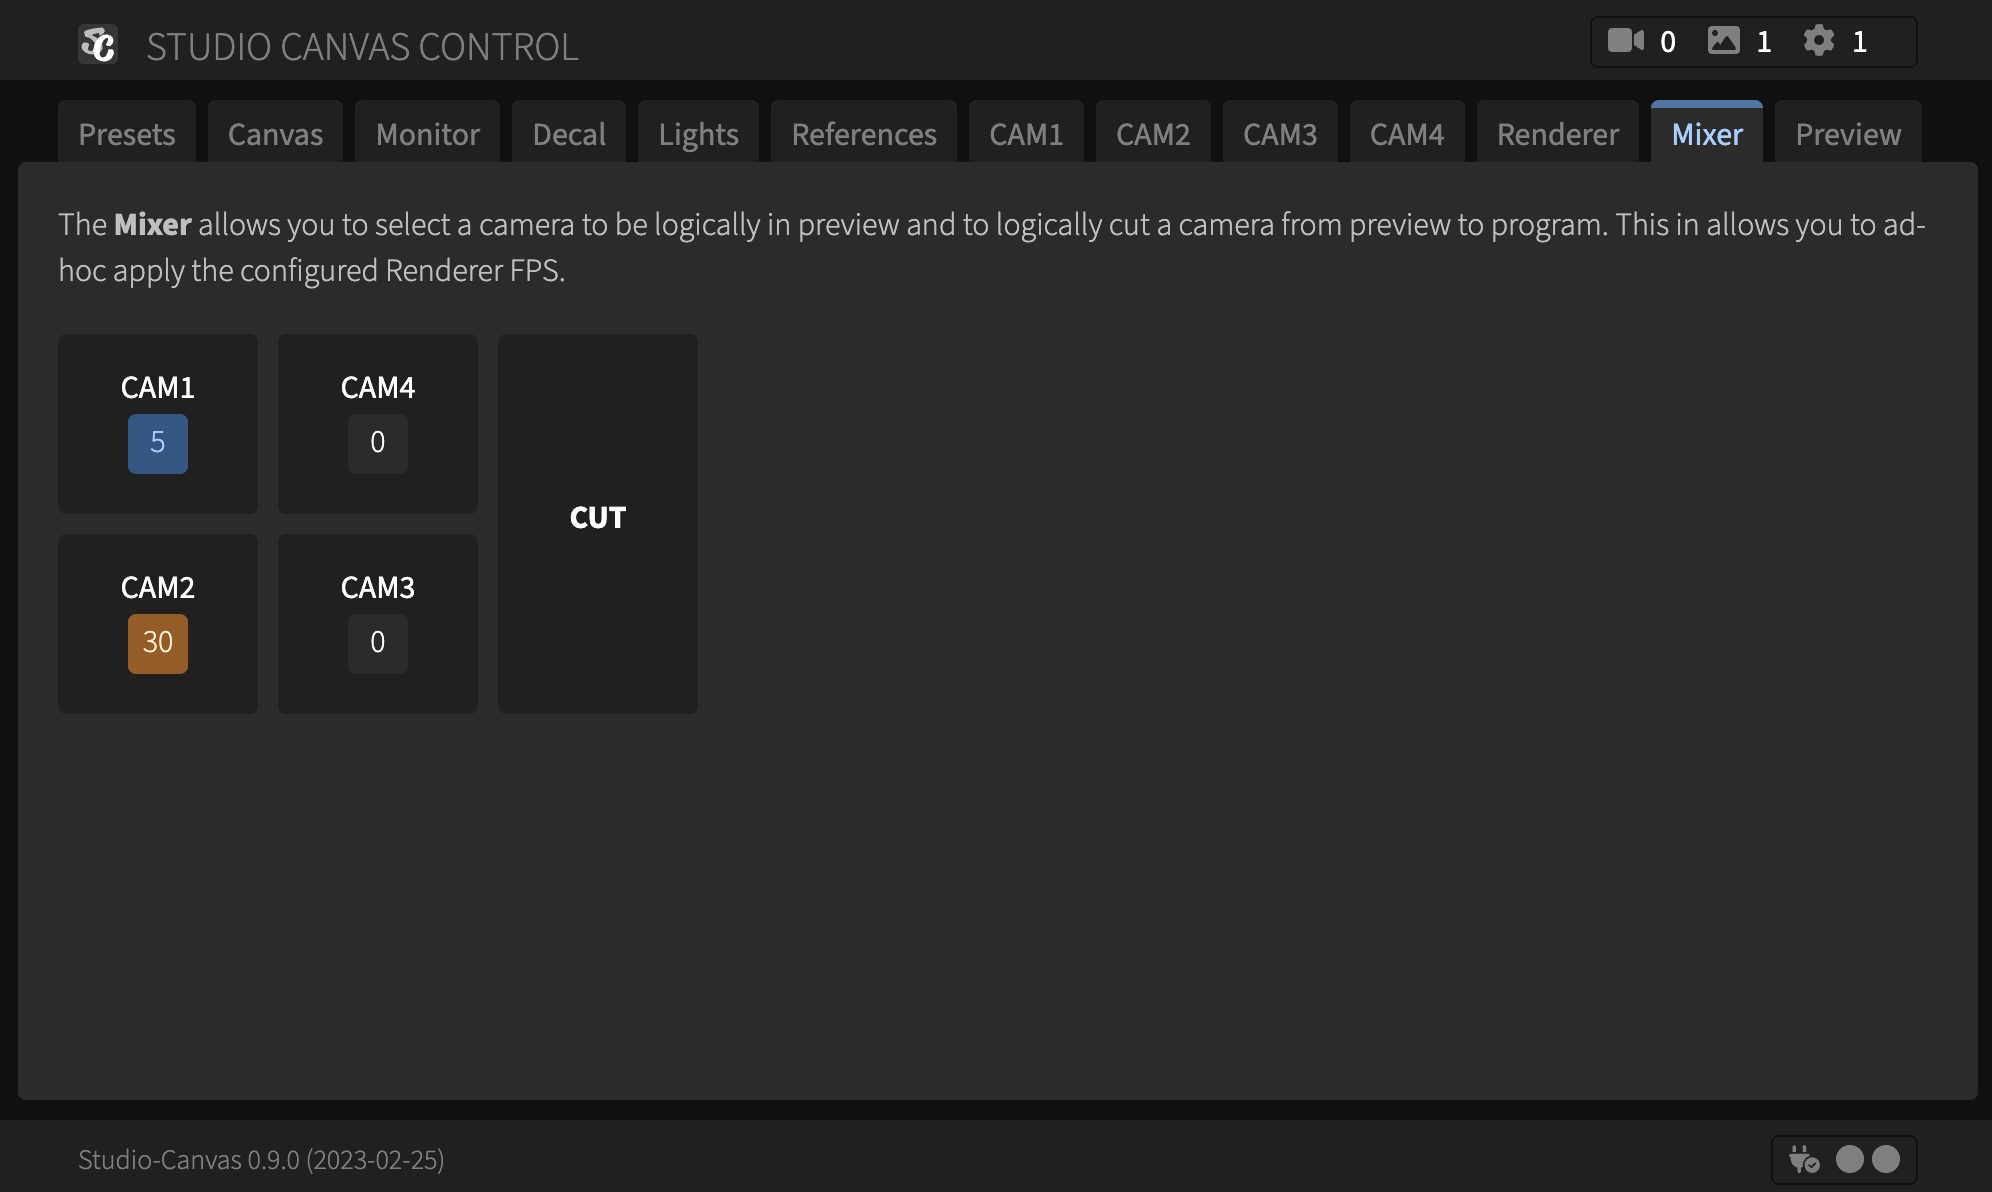 SC STUDIO CANVAS CONTROL 0 1 1
Presets Canvas Monitor Decal Lights References CAM1 CAM2 CAM3 CAM4 Renderer Mixer Preview
The Mixer allows you to select a camera to be logically in preview and to logically cut a camera from preview to program. This in allows you to ad-
hoc apply the configured Renderer FPS.
CAM1
5
CAM4
0
CUT
CAM2
30
CAM3
0
Studio-Canvas 0.9.0 (2023-02-25)